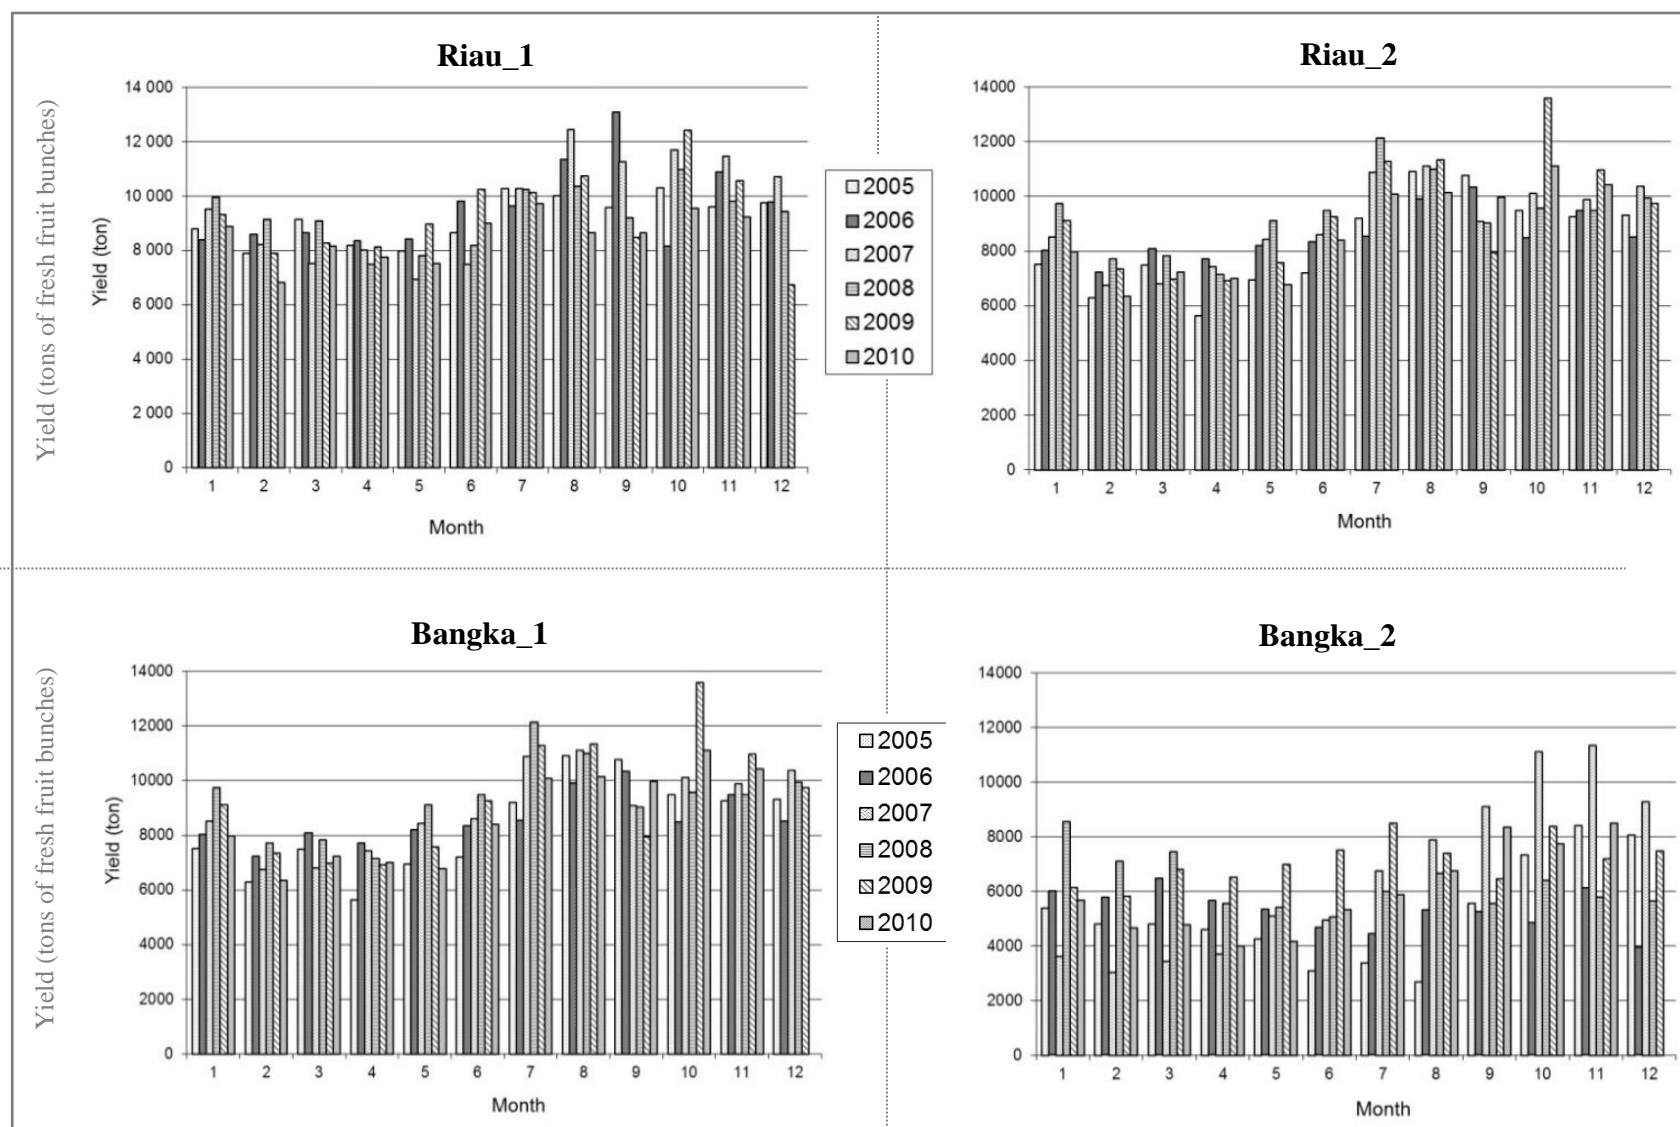 Riau_1
Yield (tons of fresh fruit bunches)
Yield (ton)
14 000
12 000
10 000
8 000
6 000
4 000
2 000
0
1 2 3 4 5 6 7 8 9 10 11 12
Month
2005
2006
2007
2008
2009
2010
Riau_2
14000
12000
10000
8000
6000
4000
2000
0
1 2 3 4 5 6 7 8 9 10 11 12
Month
Bangka_1
Yield (tons of fresh fruit bunches)
Yield (ton)
14000
12000
10000
8000
6000
4000
2000
0
1 2 3 4 5 6 7 8 9 10 11 12
Month
2005
2006
2007
2008
2009
2010
Bangka_2
14000
12000
10000
8000
6000
4000
2000
0
1 2 3 4 5 6 7 8 9 10 11 12
Month